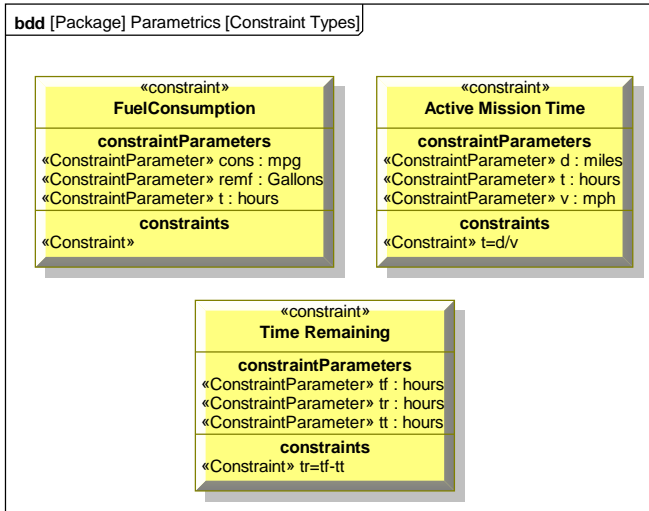 bdd [Package] Parametrics [Constraint Types]
«constraint»
FuelConsumption
constraintParameters
«ConstraintParameter» cons : mpg
«ConstraintParameter» remf : Gallons
«ConstraintParameter» t : hours
constraints
«Constraint»
«constraint»
Active Mission Time
constraintParameters
«ConstraintParameter» d : miles
«ConstraintParameter» t : hours
«ConstraintParameter» v : mph
constraints
«Constraint» t=d/v
«constraint»
Time Remaining
constraintParameters
«ConstraintParameter» tf : hours
«ConstraintParameter» tr : hours
«ConstraintParameter» tt : hours
constraints
«Constraint» tr=tf-tt